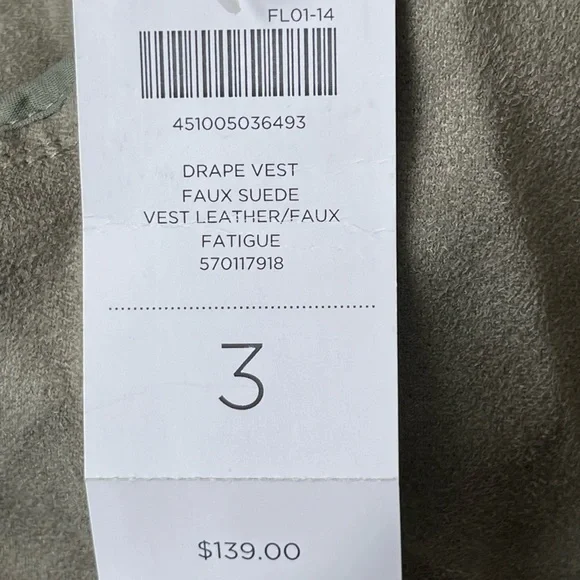 FL01-14
451005036493
DRAPE VEST
FAUX SUEDE
VEST LEATHER/FAUX
FATIGUE
570117918
3
$139.00